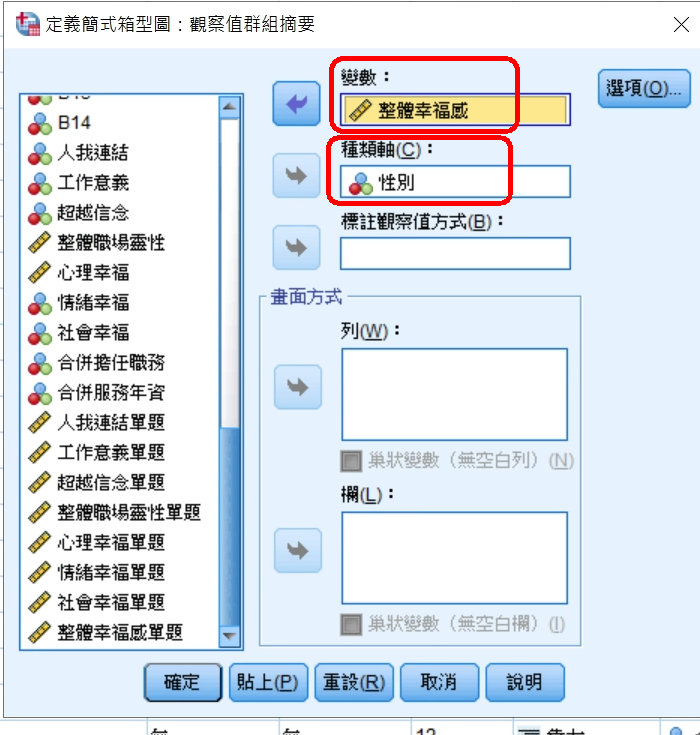 定義簡式箱型圖：觀察值群組摘要
B14
人我連結
工作意義
超越信念
整體職場靈性
心理幸福
情緒幸福
社會幸福
合併擔任職務
合併服務年資
人我連結單題
工作意義單題
超越信念單題
整體職場靈性單題
心理幸福單題
情緒幸福單題
社會幸福單題
整體幸福感單題
變數：
整體幸福感
種類軸(C)：
性別
標註觀察值方式(B)：
畫面方式
列(W)：
巢狀變數（無空白列）(N)
欄(L)：
巢狀變數（無空白欄）(I)
選項(O)...
確定
貼上(P)
重設(R)
取消
說明